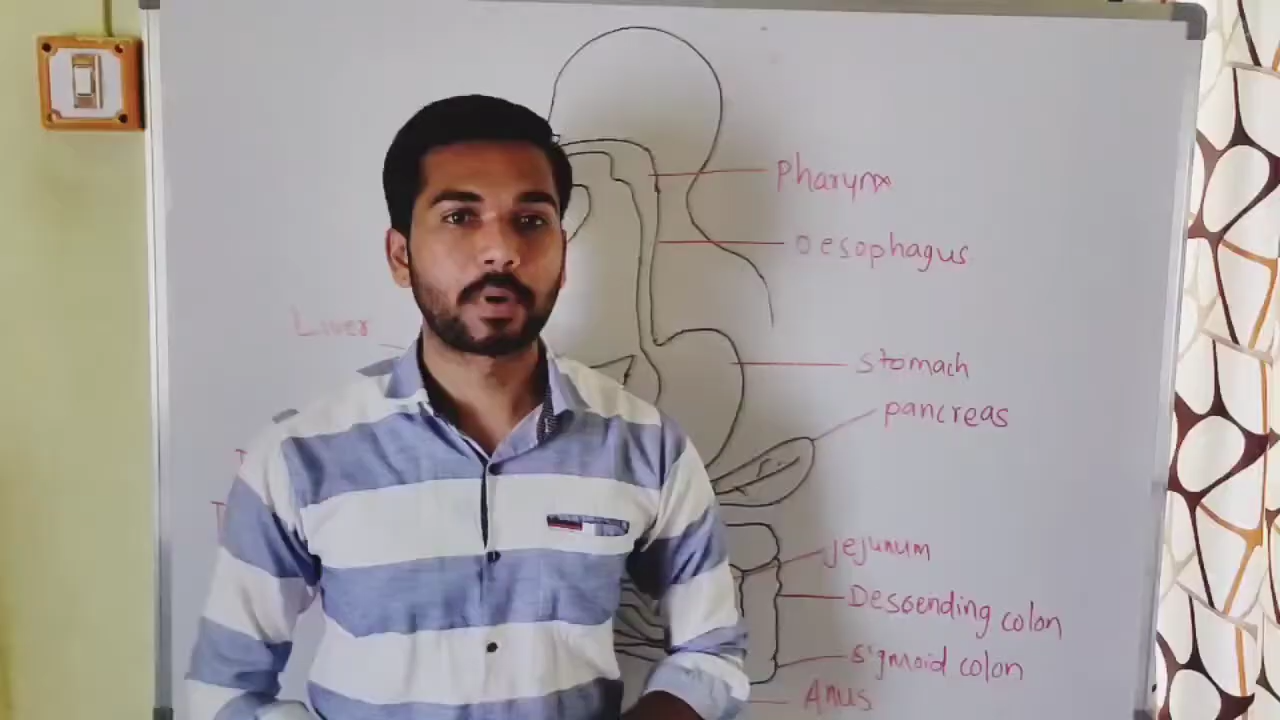 Pharynx
Oesophagus
Liver
Stomach
pancreas
Jejunum
Descending colon
sigmoid colon
Anus